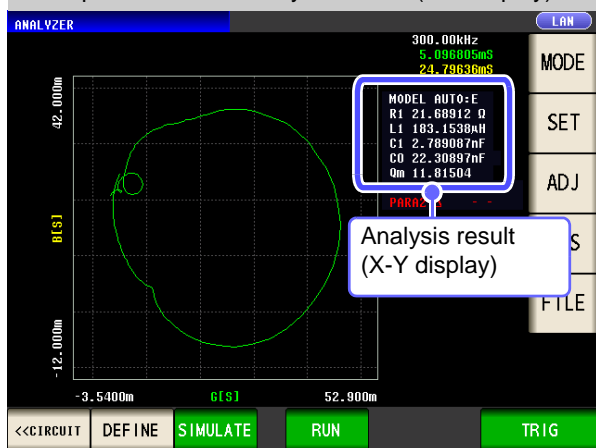 ANALYZER
LAN
300.00kHz
5.096805mS
24.79636mS
MODE
SET
ADJ
S
FILE
MODEL AUTO:E
R1 21.68912 Ω
L1 183.1538μH
C1 2.789087nF
C0 22.30897nF
Qm 11.81504
Analysis result
(X-Y display)
42.000m
B[S]
-12.000m
-3.5400m
G[S]
52.900m
<<CIRCUIT
DEFINE
SIMULATE
RUN
TRIG